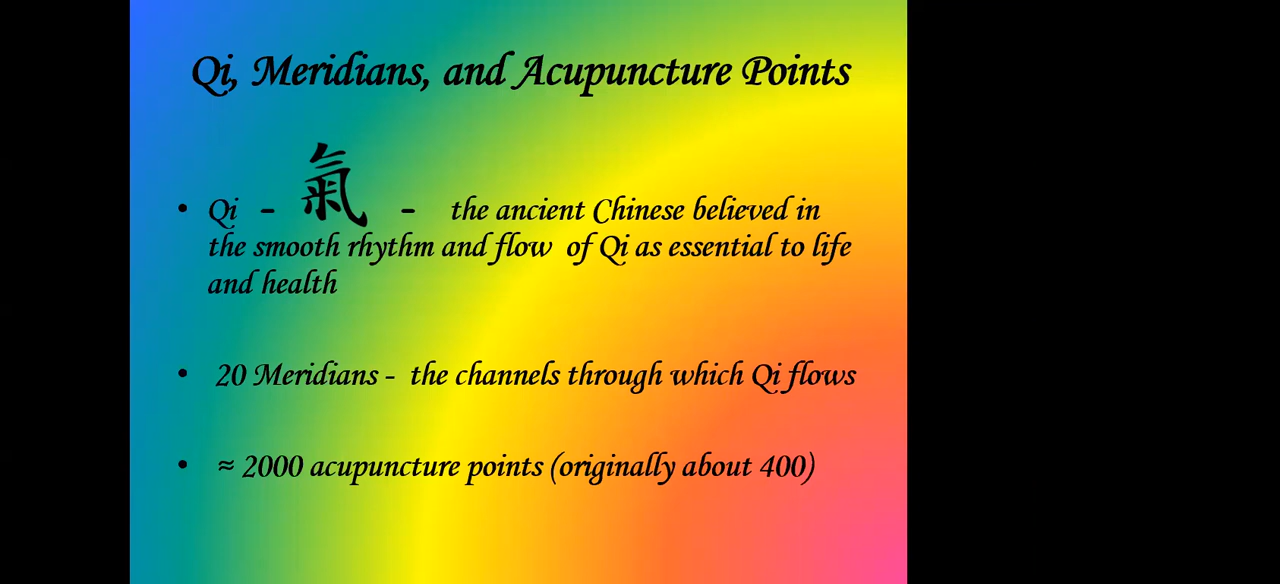 Qi, Meridians, and Acupuncture Points
• Qi - 氣 - the ancient Chinese believed in
the smooth rhythm and flow of Qi as essential to life
and health
• 20 Meridians - the channels through which Qi flows
• ≈ 2000 acupuncture points (originally about 400)